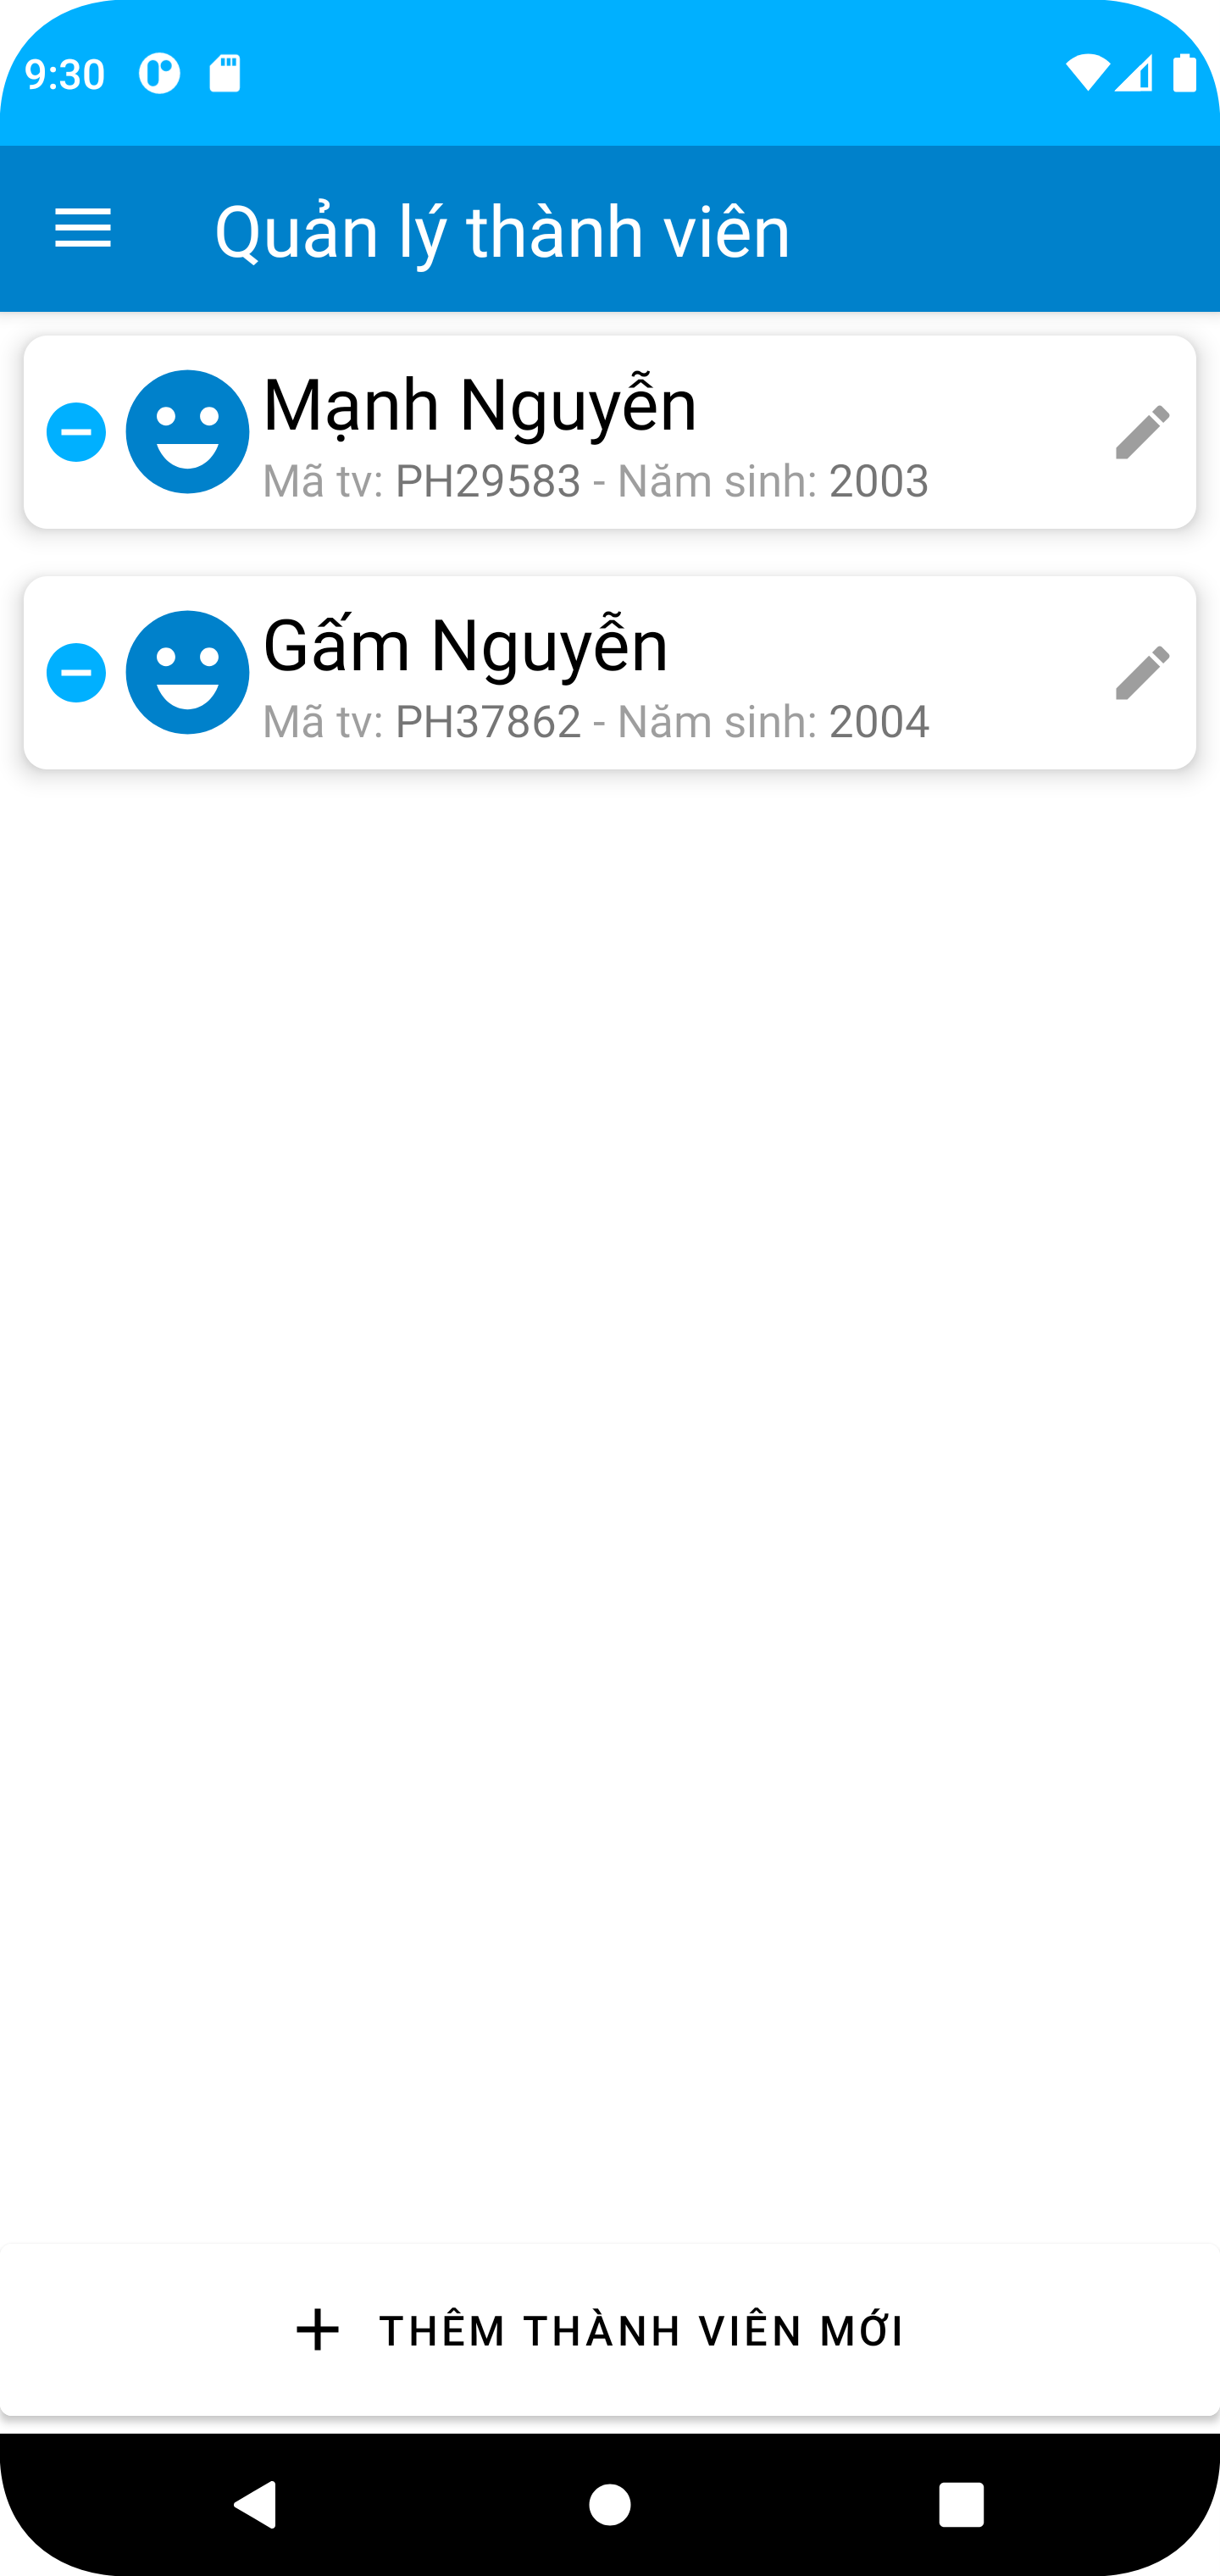 9:30
Quản lý thành viên
Mạnh Nguyễn
Mã tv: PH29583 - Năm sinh: 2003
Gấm Nguyễn
Mã tv: PH37862 - Năm sinh: 2004
THÊM THÀNH VIÊN MỚI